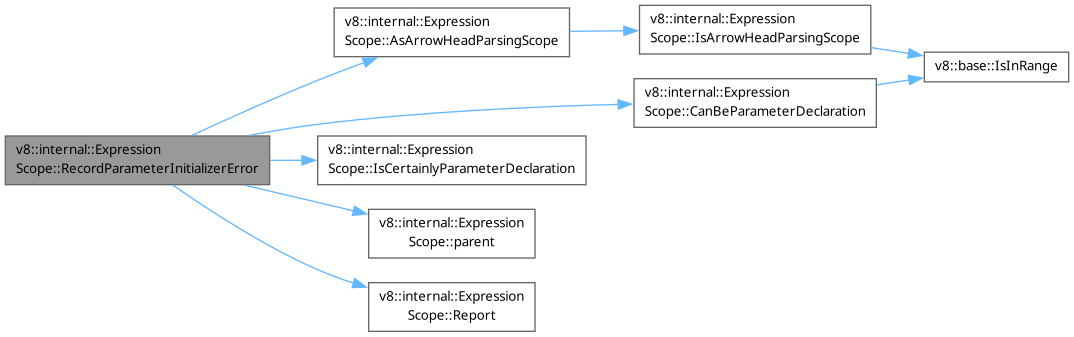 v8::internal::Expression
Scope::RecordParameterInitializerError
v8::internal::Expression
Scope::AsArrowHeadParsingScope
v8::internal::Expression
Scope::IsArrowHeadParsingScope
v8::base::IsInRange
v8::internal::Expression
Scope::CanBeParameterDeclaration
v8::internal::Expression
Scope::IsCertainlyParameterDeclaration
v8::internal::Expression
Scope::parent
v8::internal::Expression
Scope::Report